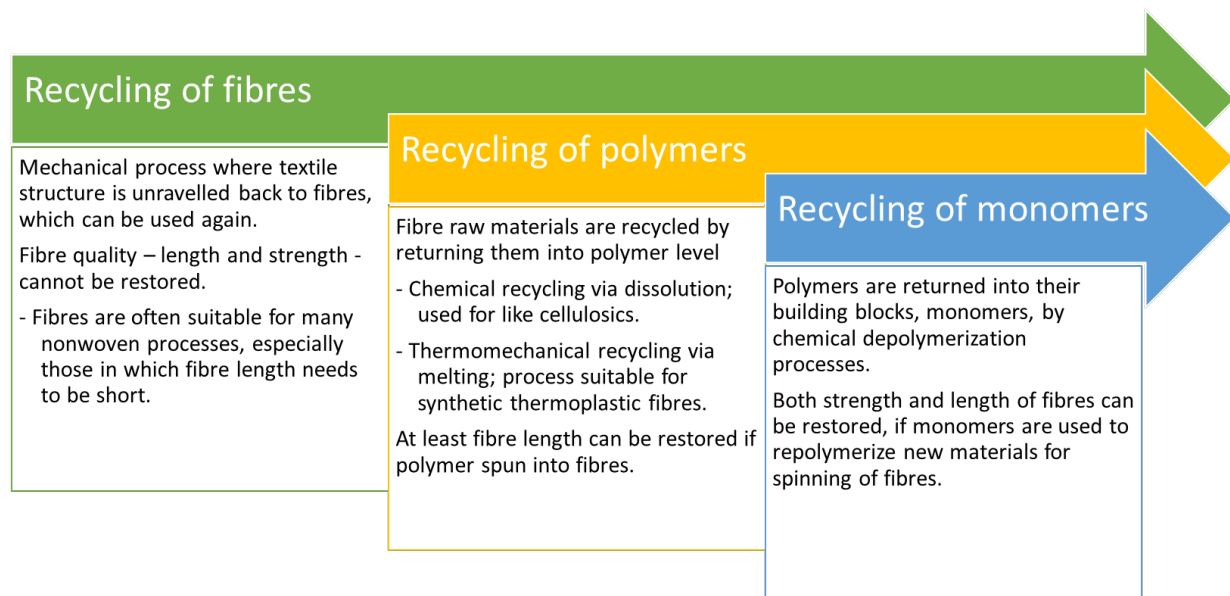 Recycling of fibres
Mechanical process where textile
structure is unravelled back to fibres,
which can be used again.
Fibre quality – length and strength -
cannot be restored.
- Fibres are often suitable for many
nonwoven processes, especially
those in which fibre length needs
to be short.
Recycling of polymers
Fibre raw materials are recycled by
returning them into polymer level
- Chemical recycling via dissolution;
used for like cellulosics.
- Thermomechanical recycling via
melting; process suitable for
synthetic thermoplastic fibres.
At least fibre length can be restored if
polymer spun into fibres.
Recycling of monomers
Polymers are returned into their
building blocks, monomers, by
chemical depolymerization
processes.
Both strength and length of fibres can
be restored, if monomers are used to
repolymerize new materials for
spinning of fibres.